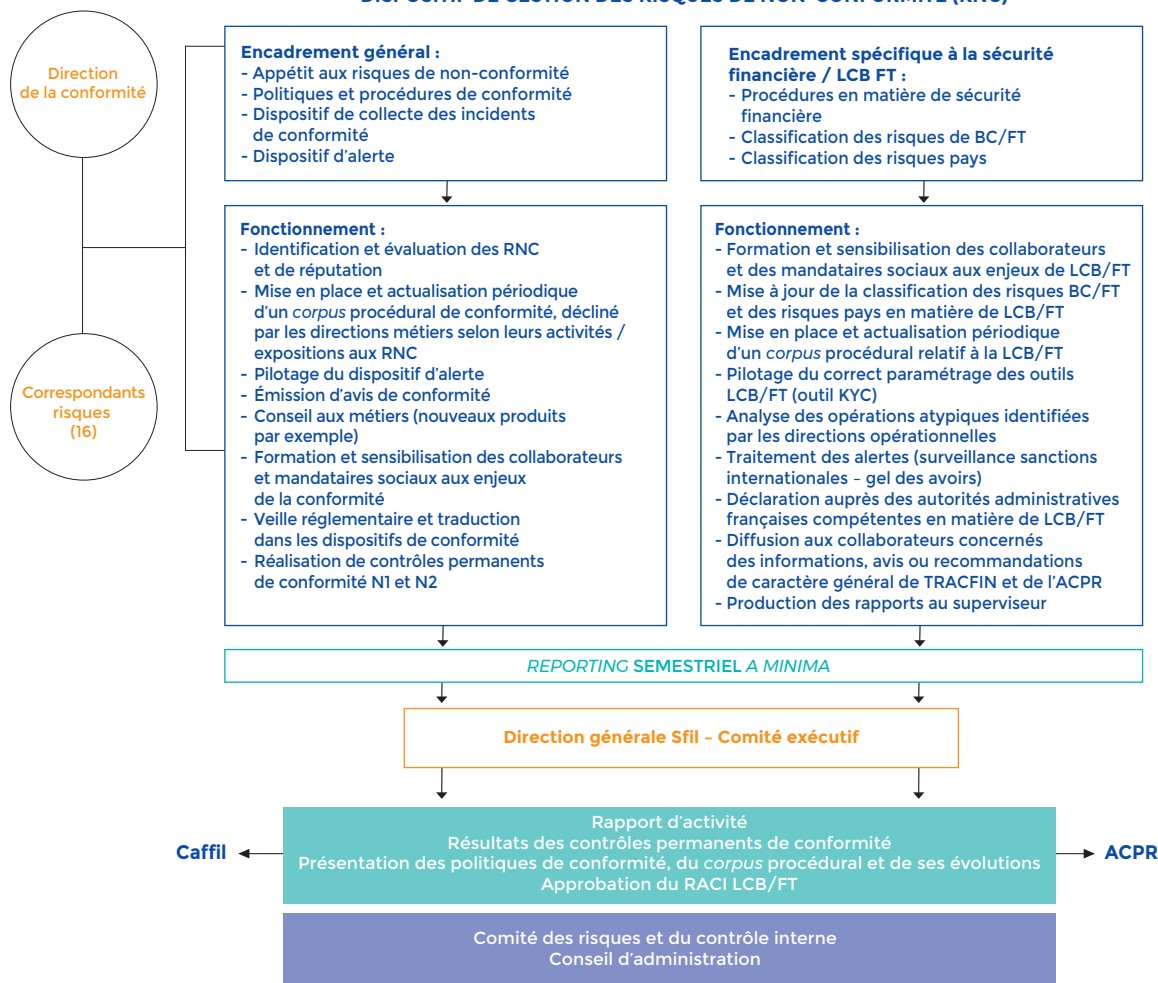 DISPOSITIF DE GESTION DES RISQUES DE NON-CONFORMITÉ (RNC)
Direction
de la conformité
Correspondants
risques
(16)
Encadrement général :
- Appétit aux risques de non-conformité
- Politiques et procédures de conformité
- Dispositif de collecte des incidents
de conformité
- Dispositif d'alerte
Encadrement spécifique à la sécurité
financière / LCB FT :
- Procédures en matière de sécurité
financière
- Classification des risques de BC/FT
- Classification des risques pays
Fonctionnement :
- Identification et évaluation des RNC
et de réputation
- Mise en place et actualisation périodique
d'un corpus procédural de conformité, décliné
par les directions métiers selon leurs activités /
expositions aux RNC
- Pilotage du dispositif d'alerte
- Émission d'avis de conformité
- Conseil aux métiers (nouveaux produits
par exemple)
- Formation et sensibilisation des collaborateurs
et mandataires sociaux aux enjeux
de la conformité
- Veille réglementaire et traduction
dans les dispositifs de conformité
- Réalisation de contrôles permanents
de conformité N1 et N2
Fonctionnement :
- Formation et sensibilisation des collaborateurs
et des mandataires sociaux aux enjeux de LCB/FT
- Mise à jour de la classification des risques BC/FT
et des risques pays en matière de LCB/FT
- Mise en place et actualisation périodique
d'un corpus procédural relatif à la LCB/FT
- Pilotage du correct paramétrage des outils
LCB/FT (outil KYC)
- Analyse des opérations atypiques identifiées
par les directions opérationnelles
- Traitement des alertes (surveillance sanctions
internationales – gel des avoirs)
- Déclaration auprès des autorités administratives
françaises compétentes en matière de LCB/FT
- Diffusion aux collaborateurs concernés
des informations, avis ou recommandations
de caractère général de TRACFIN et de l'ACPR
- Production des rapports au superviseur
REPORTING SEMESTRIEL A MINIMA
Direction générale Sfil – Comité exécutif
Caffil
Rapport d'activité
Résultats des contrôles permanents de conformité
Présentation des politiques de conformité, du corpus procédural et de ses évolutions
Approbation du RACI LCB/FT
ACPR
Comité des risques et du contrôle interne
Conseil d'administration